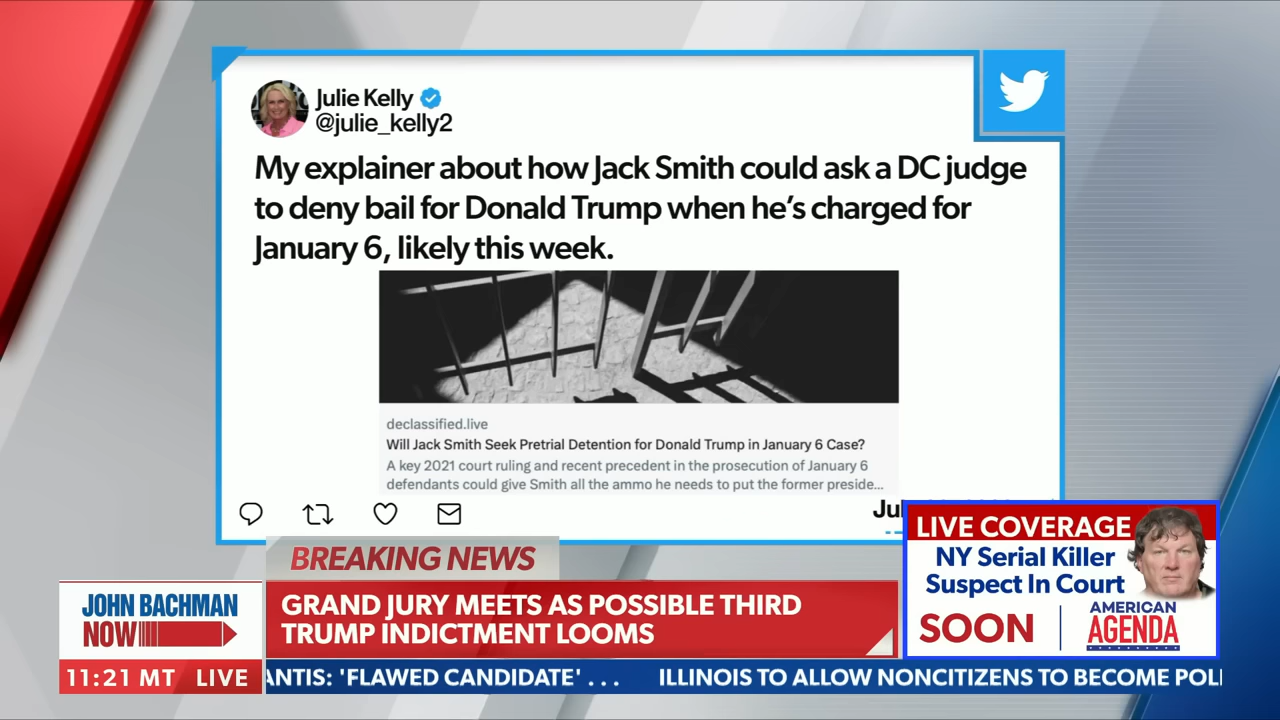 Julie Kelly
@julie_kelly2
My explainer about how Jack Smith could ask a DC judge
to deny bail for Donald Trump when he's charged for
January 6, likely this week.
declassified.live
Will Jack Smith Seek Pretrial Detention for Donald Trump in January 6 Case?
A key 2021 court ruling and recent precedent in the prosecution of January 6
defendants could give Smith all the ammo he needs to put the former preside...
LIVE COVERAGE
NY Serial Killer
Suspect In Court
SOON
AMERICAN
AGENDA
BREAKING NEWS
JOHN BACHMAN
NOW
GRAND JURY MEETS AS POSSIBLE THIRD
TRUMP INDICTMENT LOOMS
11:21 MT LIVE
ANTIS: 'FLAWED CANDIDATE' . . . ILLINOIS TO ALLOW NONCITIZENS TO BECOME POLI